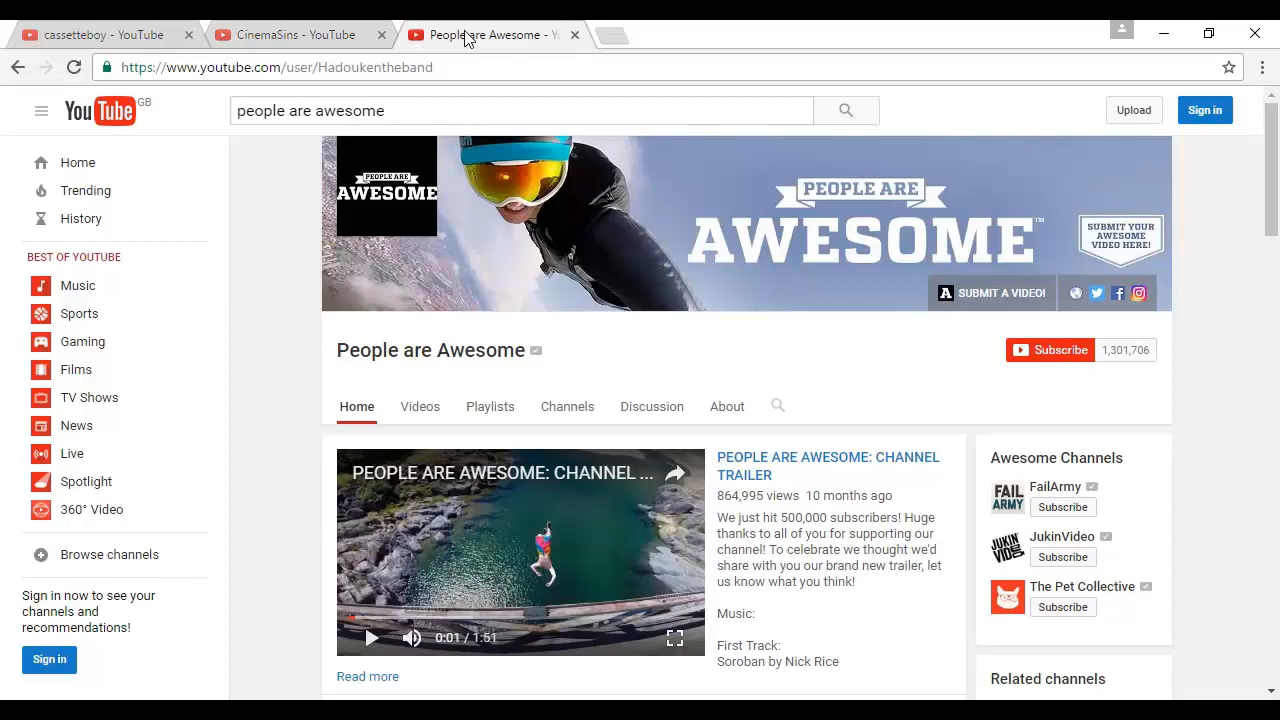 cassetteboy - YouTube
CinemaSins - YouTube
People are Awesome - Y
https://www.youtube.com/user/Hadoukentheband
YouTube GB
people are awesome
Upload
Sign in
Home
Trending
History
BEST OF YOUTUBE
Music
Sports
Gaming
Films
TV Shows
News
Live
Spotlight
360° Video
Browse channels
Sign in now to see your
channels and
recommendations!
Sign in
PEOPLE ARE
AWESOME
PEOPLE ARE
AWESOME™
SUBMIT YOUR
AWESOME
VIDEO HERE!
A SUBMIT A VIDEO!
People are Awesome
Subscribe 1,301,706
Home Videos Playlists Channels Discussion About
PEOPLE ARE AWESOME: CHANNEL ...
0:01 / 1:51
Read more
PEOPLE ARE AWESOME: CHANNEL
TRAILER
864,995 views 10 months ago
We just hit 500,000 subscribers! Huge
thanks to all of you for supporting our
channel! To celebrate we thought we'd
share with you our brand new trailer, let
us know what you think!
Music:
First Track:
Soroban by Nick Rice
Awesome Channels
FAIL
ARMY
FailArmy
Subscribe
JUKIN
VIDEO
JukinVideo
Subscribe
The Pet Collective
Subscribe
Related channels